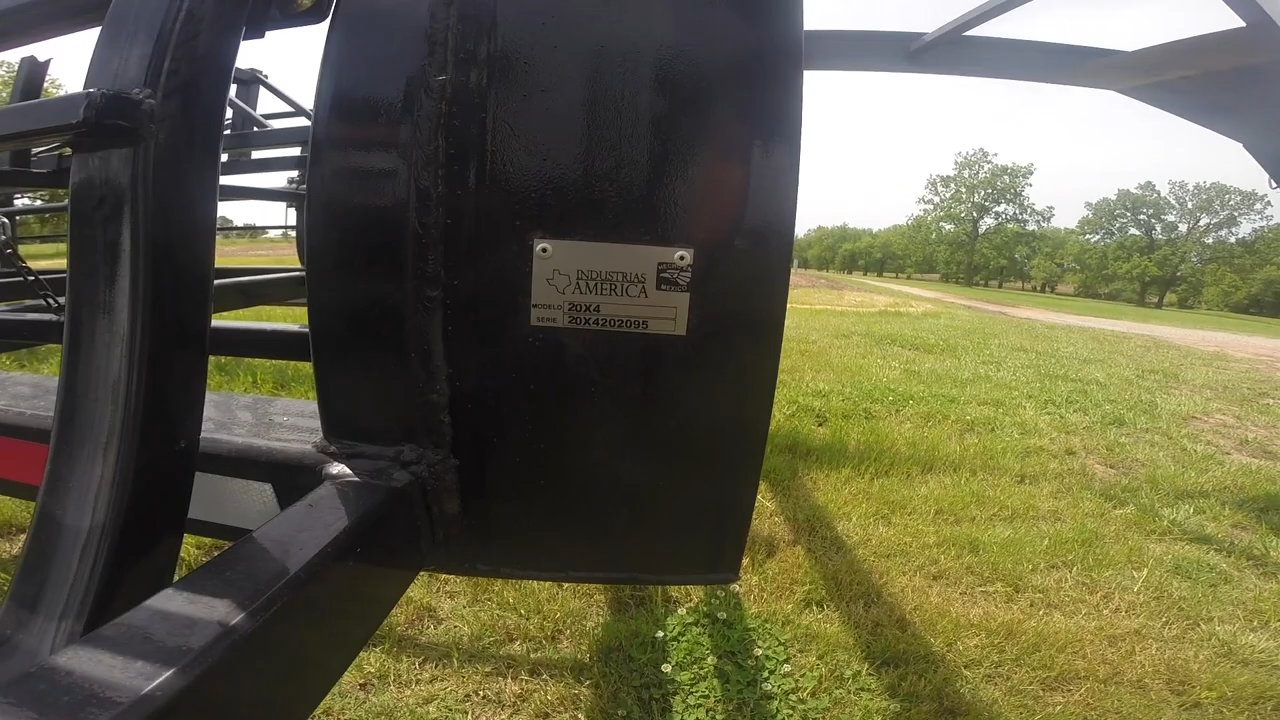 INDUSTRIAS
AMERICA
HECHO EN
MEXICO
MODELO 20X4
SERIE 20X4202095